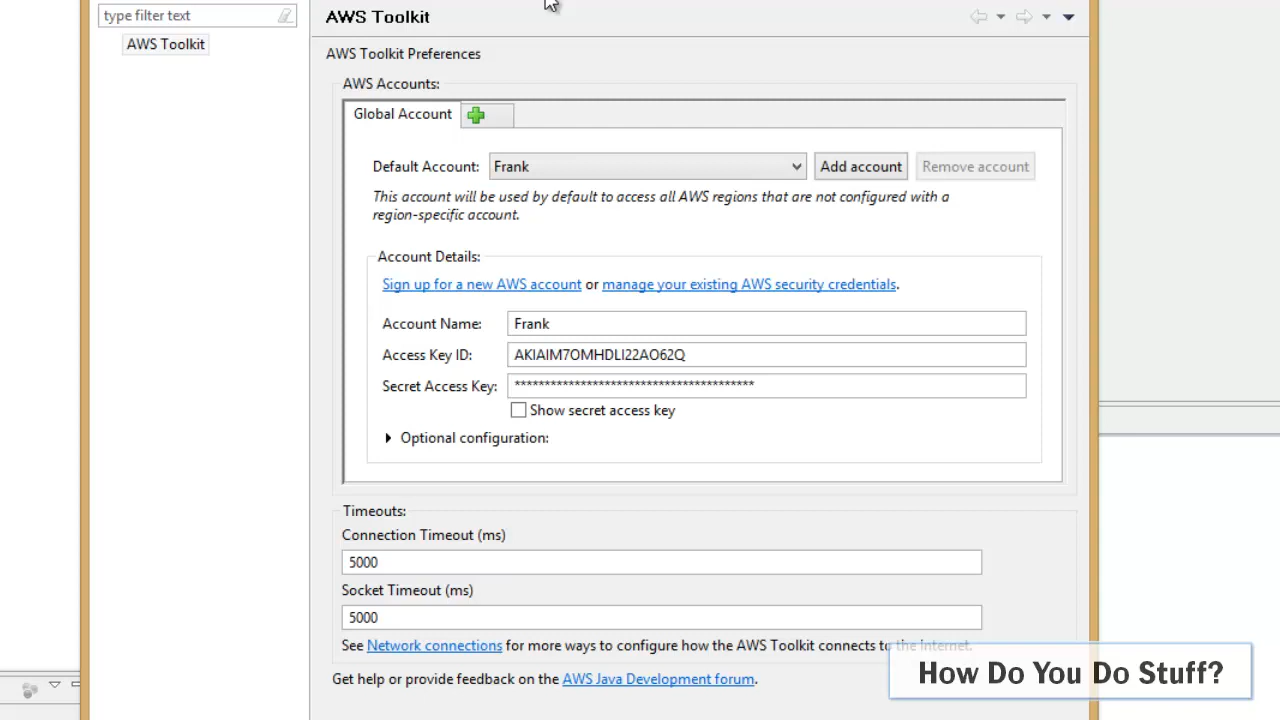 type filter text
AWS Toolkit
AWS Toolkit
AWS Toolkit Preferences
AWS Accounts:
Global Account
Default Account: Frank Add account Remove account
This account will be used by default to access all AWS regions that are not configured with a
region-specific account.
Account Details:
Sign up for a new AWS account or manage your existing AWS security credentials.
Account Name: Frank
Access Key ID: AKIAIM7OMHDLI22AO62Q
Secret Access Key: ****************************************
Show secret access key
Optional configuration:
Timeouts:
Connection Timeout (ms)
5000
Socket Timeout (ms)
5000
See Network connections for more ways to configure how the AWS Toolkit connects to the internet.
Get help or provide feedback on the AWS Java Development forum.
How Do You Do Stuff?